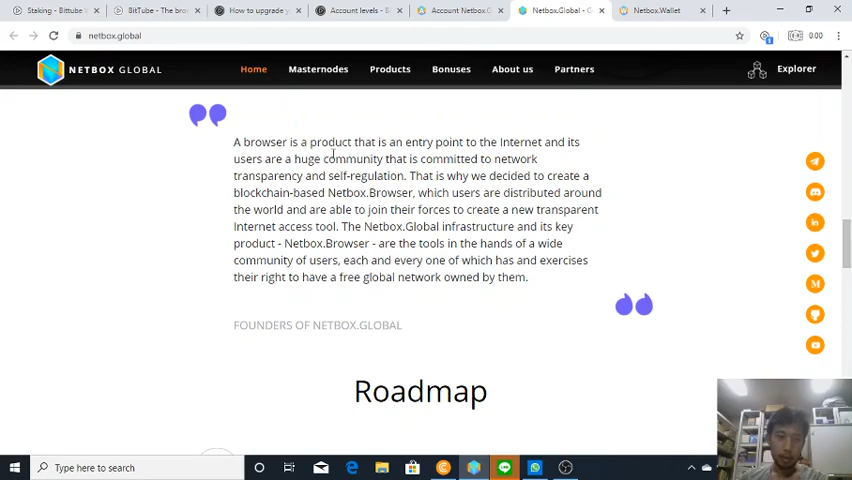 Staking - Bittube
BitTube - The bro
How to upgrade y
Account levels - B
Account Netbox.G
Netbox.Global - G
Netbox.Wallet
netbox.global
0.00
NETBOX GLOBAL
Home
Masternodes
Products
Bonuses
About us
Partners
Explorer
A browser is a product that is an entry point to the Internet and its
users are a huge community that is committed to network
transparency and self-regulation. That is why we decided to create a
blockchain-based Netbox.Browser, which users are distributed around
the world and are able to join their forces to create a new transparent
Internet access tool. The Netbox.Global infrastructure and its key
product - Netbox.Browser - are the tools in the hands of a wide
community of users, each and every one of which has and exercises
their right to have a free global network owned by them.
FOUNDERS OF NETBOX.GLOBAL
Roadmap
Type here to search